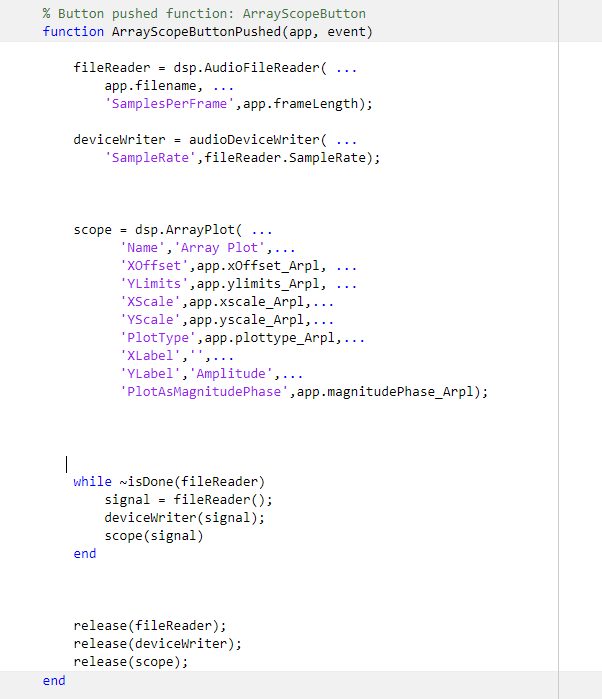 % Button pushed function: ArrayScopeButton
function ArrayScopeButtonPushed(app, event)
fileReader = dsp.AudioFileReader( ...
app.filename, ...
'SamplesPerFrame',app.frameLength);
deviceWriter = audioDeviceWriter( ...
'SampleRate',fileReader.SampleRate);
scope = dsp.ArrayPlot( ...
'Name','Array Plot',...
'XOffset',app.xOffset_Arpl, ...
'YLimits',app.ylimits_Arpl, ...
'XScale',app.xscale_Arpl,...
'YScale',app.yscale_Arpl,...
'PlotType',app.plottype_Arpl,...
'XLabel','',...
'YLabel','Amplitude',...
'PlotAsMagnitudePhase',app.magnitudePhase_Arpl);
while ~isDone(fileReader)
signal = fileReader();
deviceWriter(signal);
scope(signal)
end
release(fileReader);
release(deviceWriter);
release(scope);
end